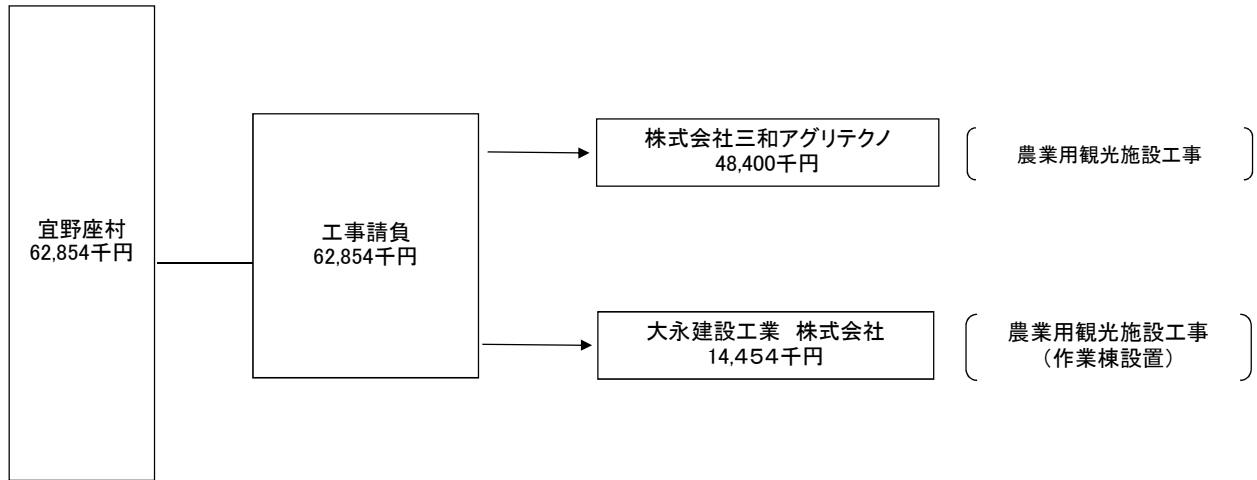 宜野座村
62,854千円
工事請負
62,854千円
株式会社三和アグリテクノ
48,400千円
農業用観光施設工事
大永建設工業　株式会社
14,４５４千円
農業用観光施設工事
（作業棟設置）